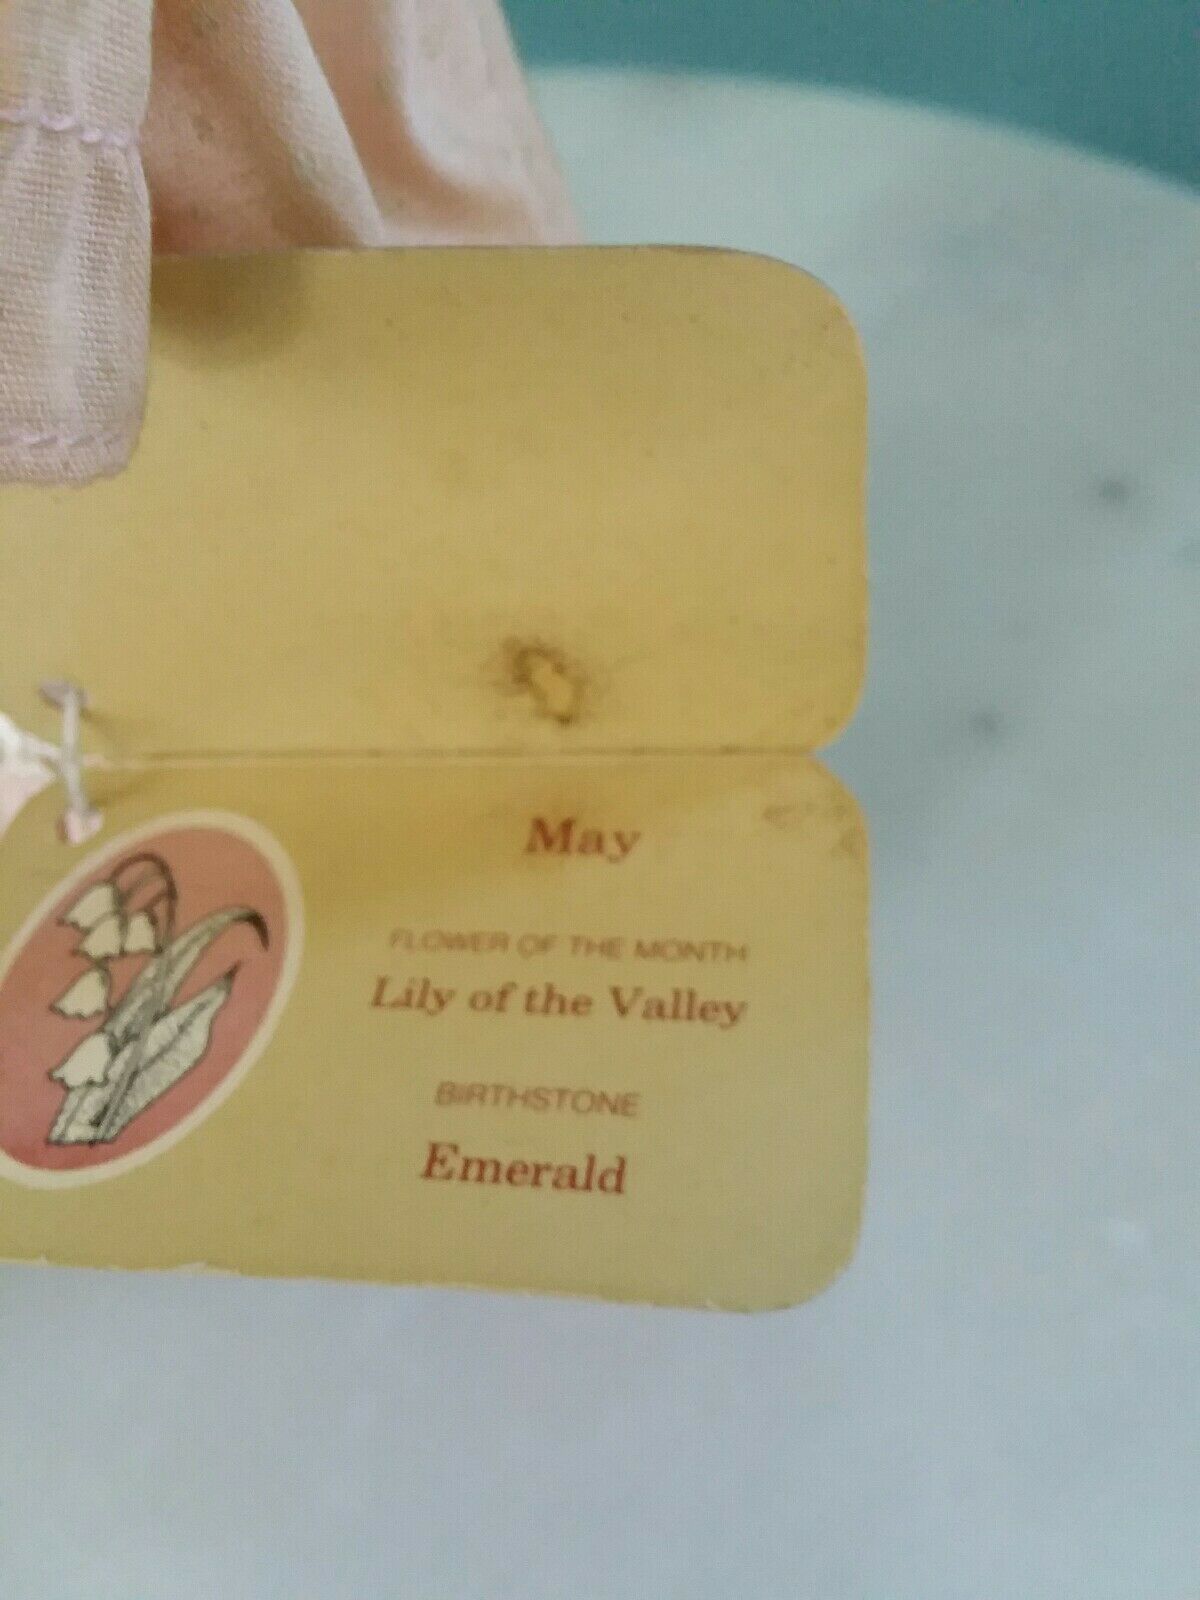 May
FLOWER OF THE MONTH
Lily of the Valley
BIRTHSTONE
Emerald